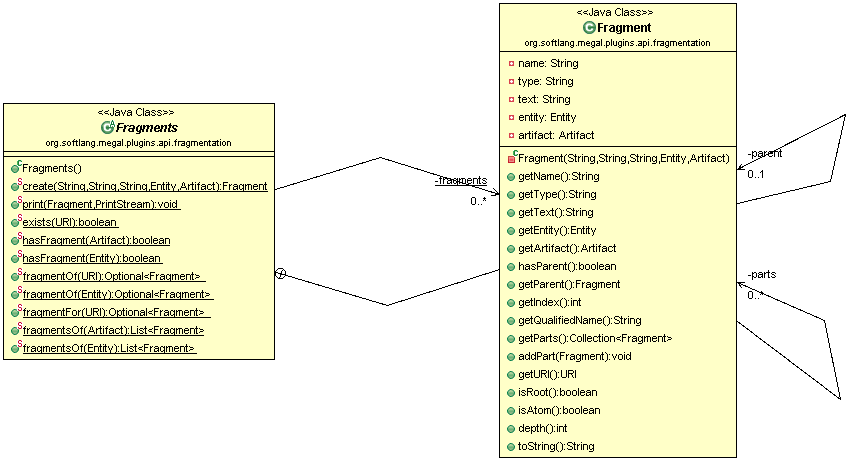 <<Java Class>>
Fragments
org.softlang.megal.plugins.api.fragmentation
Fragments()
create(String,String,String,Entity,Artifact):Fragment
print(Fragment,PrintStream):void
exists(URI):boolean
hasFragment(Artifact):boolean
hasFragment(Entity):boolean
fragmentOf(URI):Optional<Fragment>
fragmentOf(Entity):Optional<Fragment>
fragmentFor(URI):Optional<Fragment>
fragmentsOf(Artifact):List<Fragment>
fragmentsOf(Entity):List<Fragment>
-fragments
0..*
<<Java Class>>
Fragment
org.softlang.megal.plugins.api.fragmentation
name: String
type: String
text: String
entity: Entity
artifact: Artifact
Fragment(String,String,String,Entity,Artifact)
getName():String
getType():String
getText():String
getEntity():Entity
getArtifact():Artifact
hasParent():boolean
getParent():Fragment
getIndex():int
getQualifiedName():String
getParts():Collection<Fragment>
addPart(Fragment):void
getURI():URI
isRoot():boolean
isAtom():boolean
depth():int
toString():String
-parent
0..1
-parts
0..*